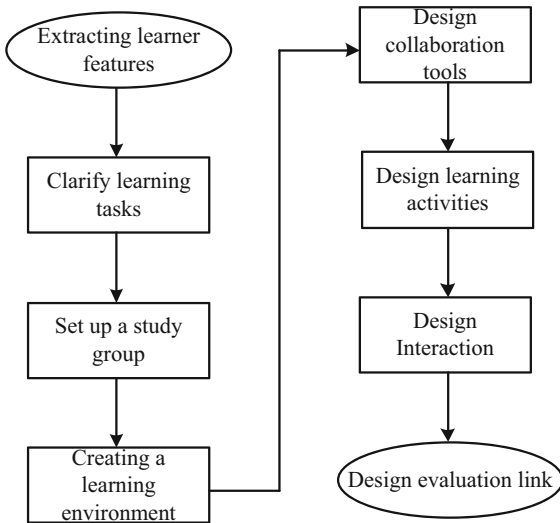 Extracting learner
features
Clarify learning
tasks
Set up a study
group
Creating a
learning
environment
Design
collaboration
tools
Design learning
activities
Design
Interaction
Design evaluation link